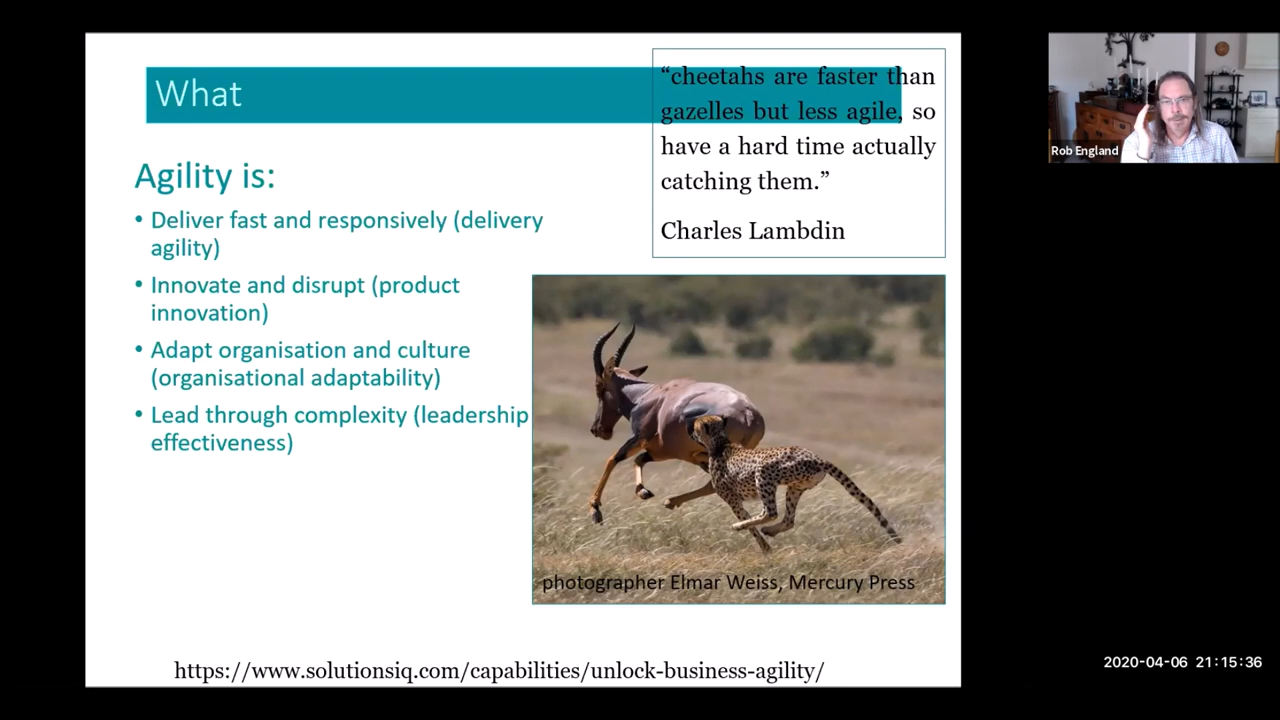 What
“cheetahs are faster than
gazelles but less agile, so
have a hard time actually
catching them.”
Charles Lambdin
Agility is:
• Deliver fast and responsively (delivery
agility)
• Innovate and disrupt (product
innovation)
• Adapt organisation and culture
(organisational adaptability)
• Lead through complexity (leadership
effectiveness)
photographer Elmar Weiss, Mercury Press
https://www.solutionsiq.com/capabilities/unlock-business-agility/
Rob England
2020-04-06 21:15:36